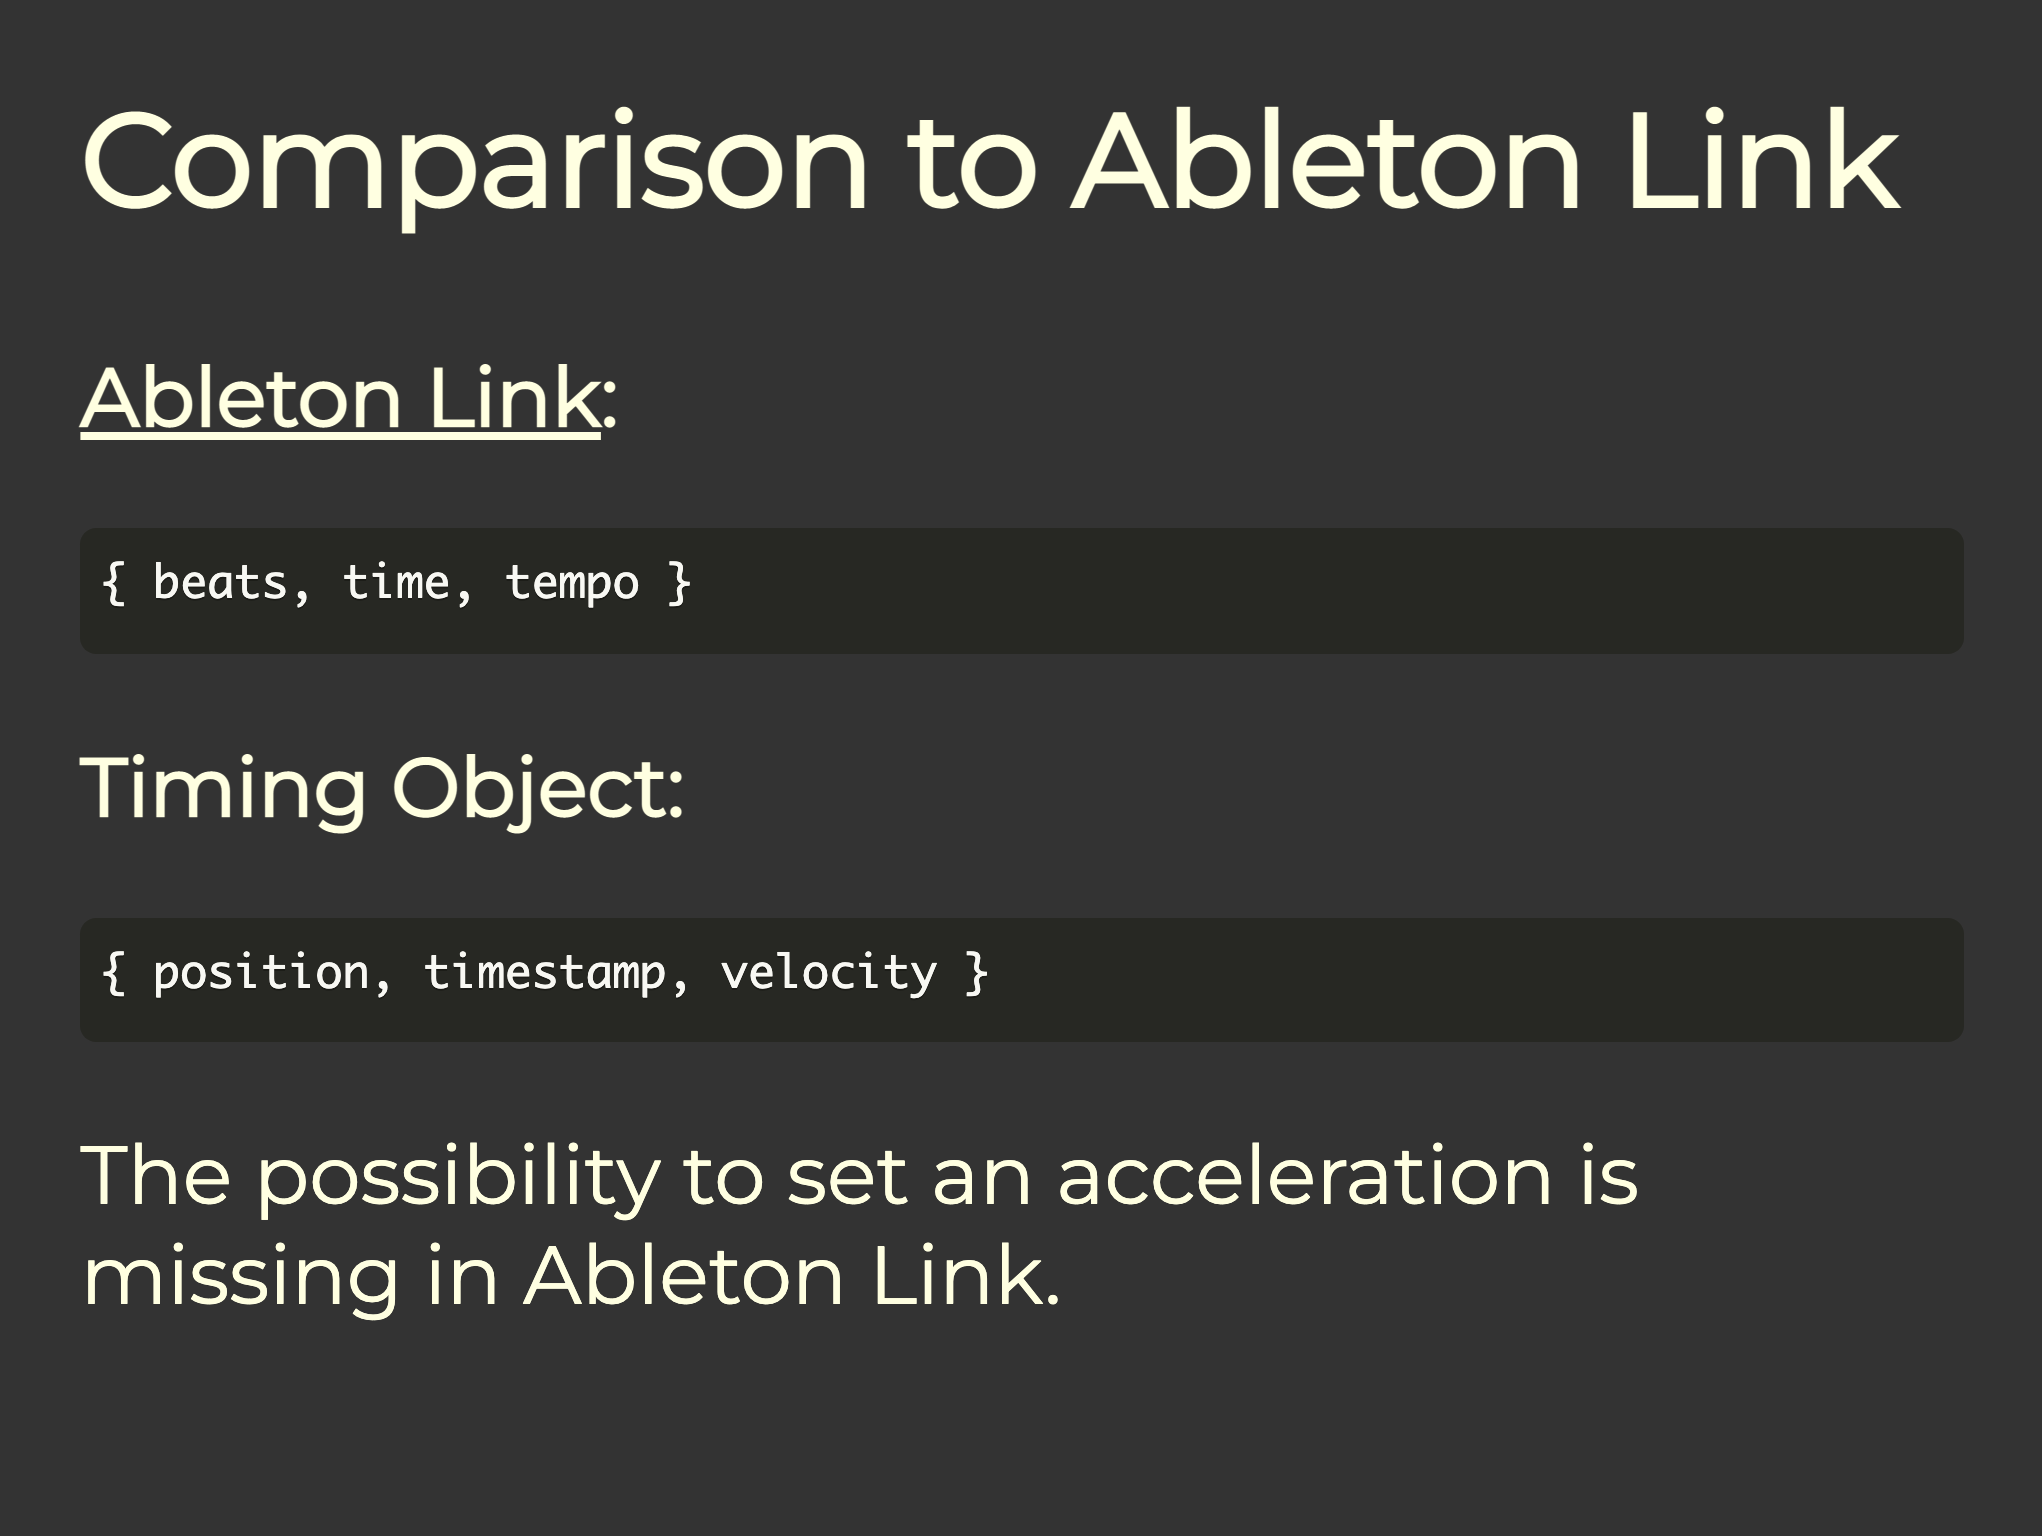 Comparison to Ableton Link
Ableton Link:
{ beats, time, tempo }
Timing Object:
{ position, timestamp, velocity }
The possibility to set an acceleration is
missing in Ableton Link.